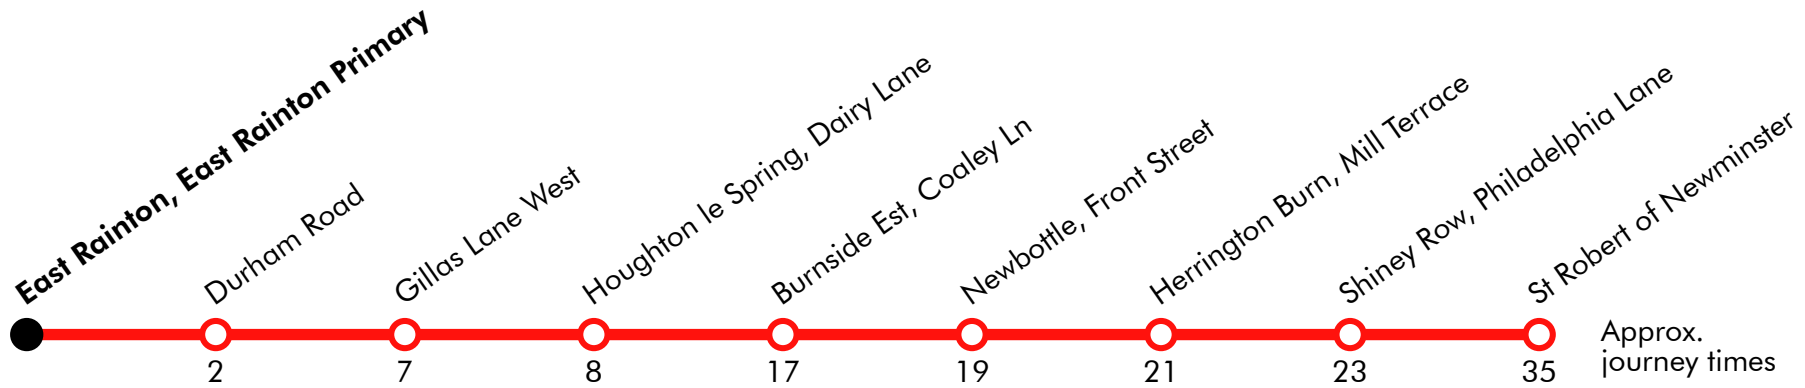 East Rainton, East Rainton Primary
Durham Road
Gillas Lane West
Houghton le Spring, Dairy Lane
Burnside Est, Coaley Ln
Newbottle, Front Street
Herrington Burn, Mill Terrace
Shiney Row, Philadelphia Lane
St Robert of Newminster
2
7
8
17
19
21
23
35
Approx.
journey times